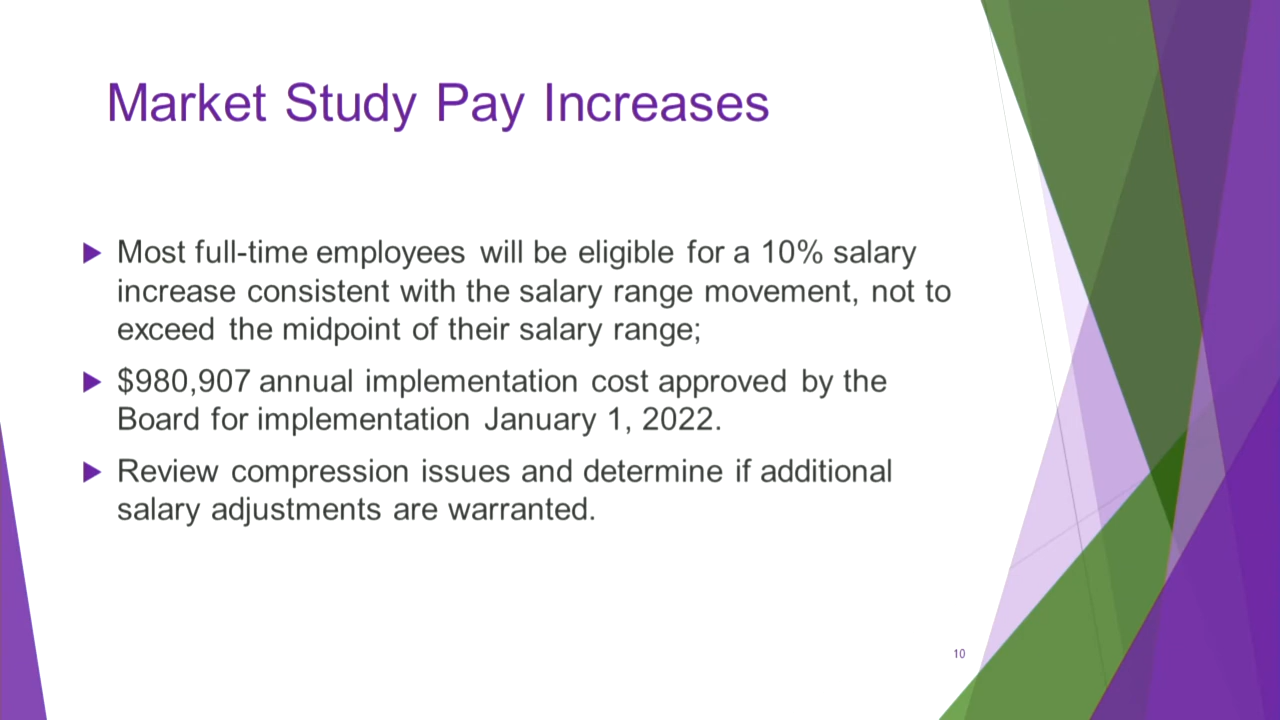 Market Study Pay Increases
Most full-time employees will be eligible for a 10% salary
increase consistent with the salary range movement, not to
exceed the midpoint of their salary range;
$980,907 annual implementation cost approved by the
Board for implementation January 1, 2022.
Review compression issues and determine if additional
salary adjustments are warranted.
10